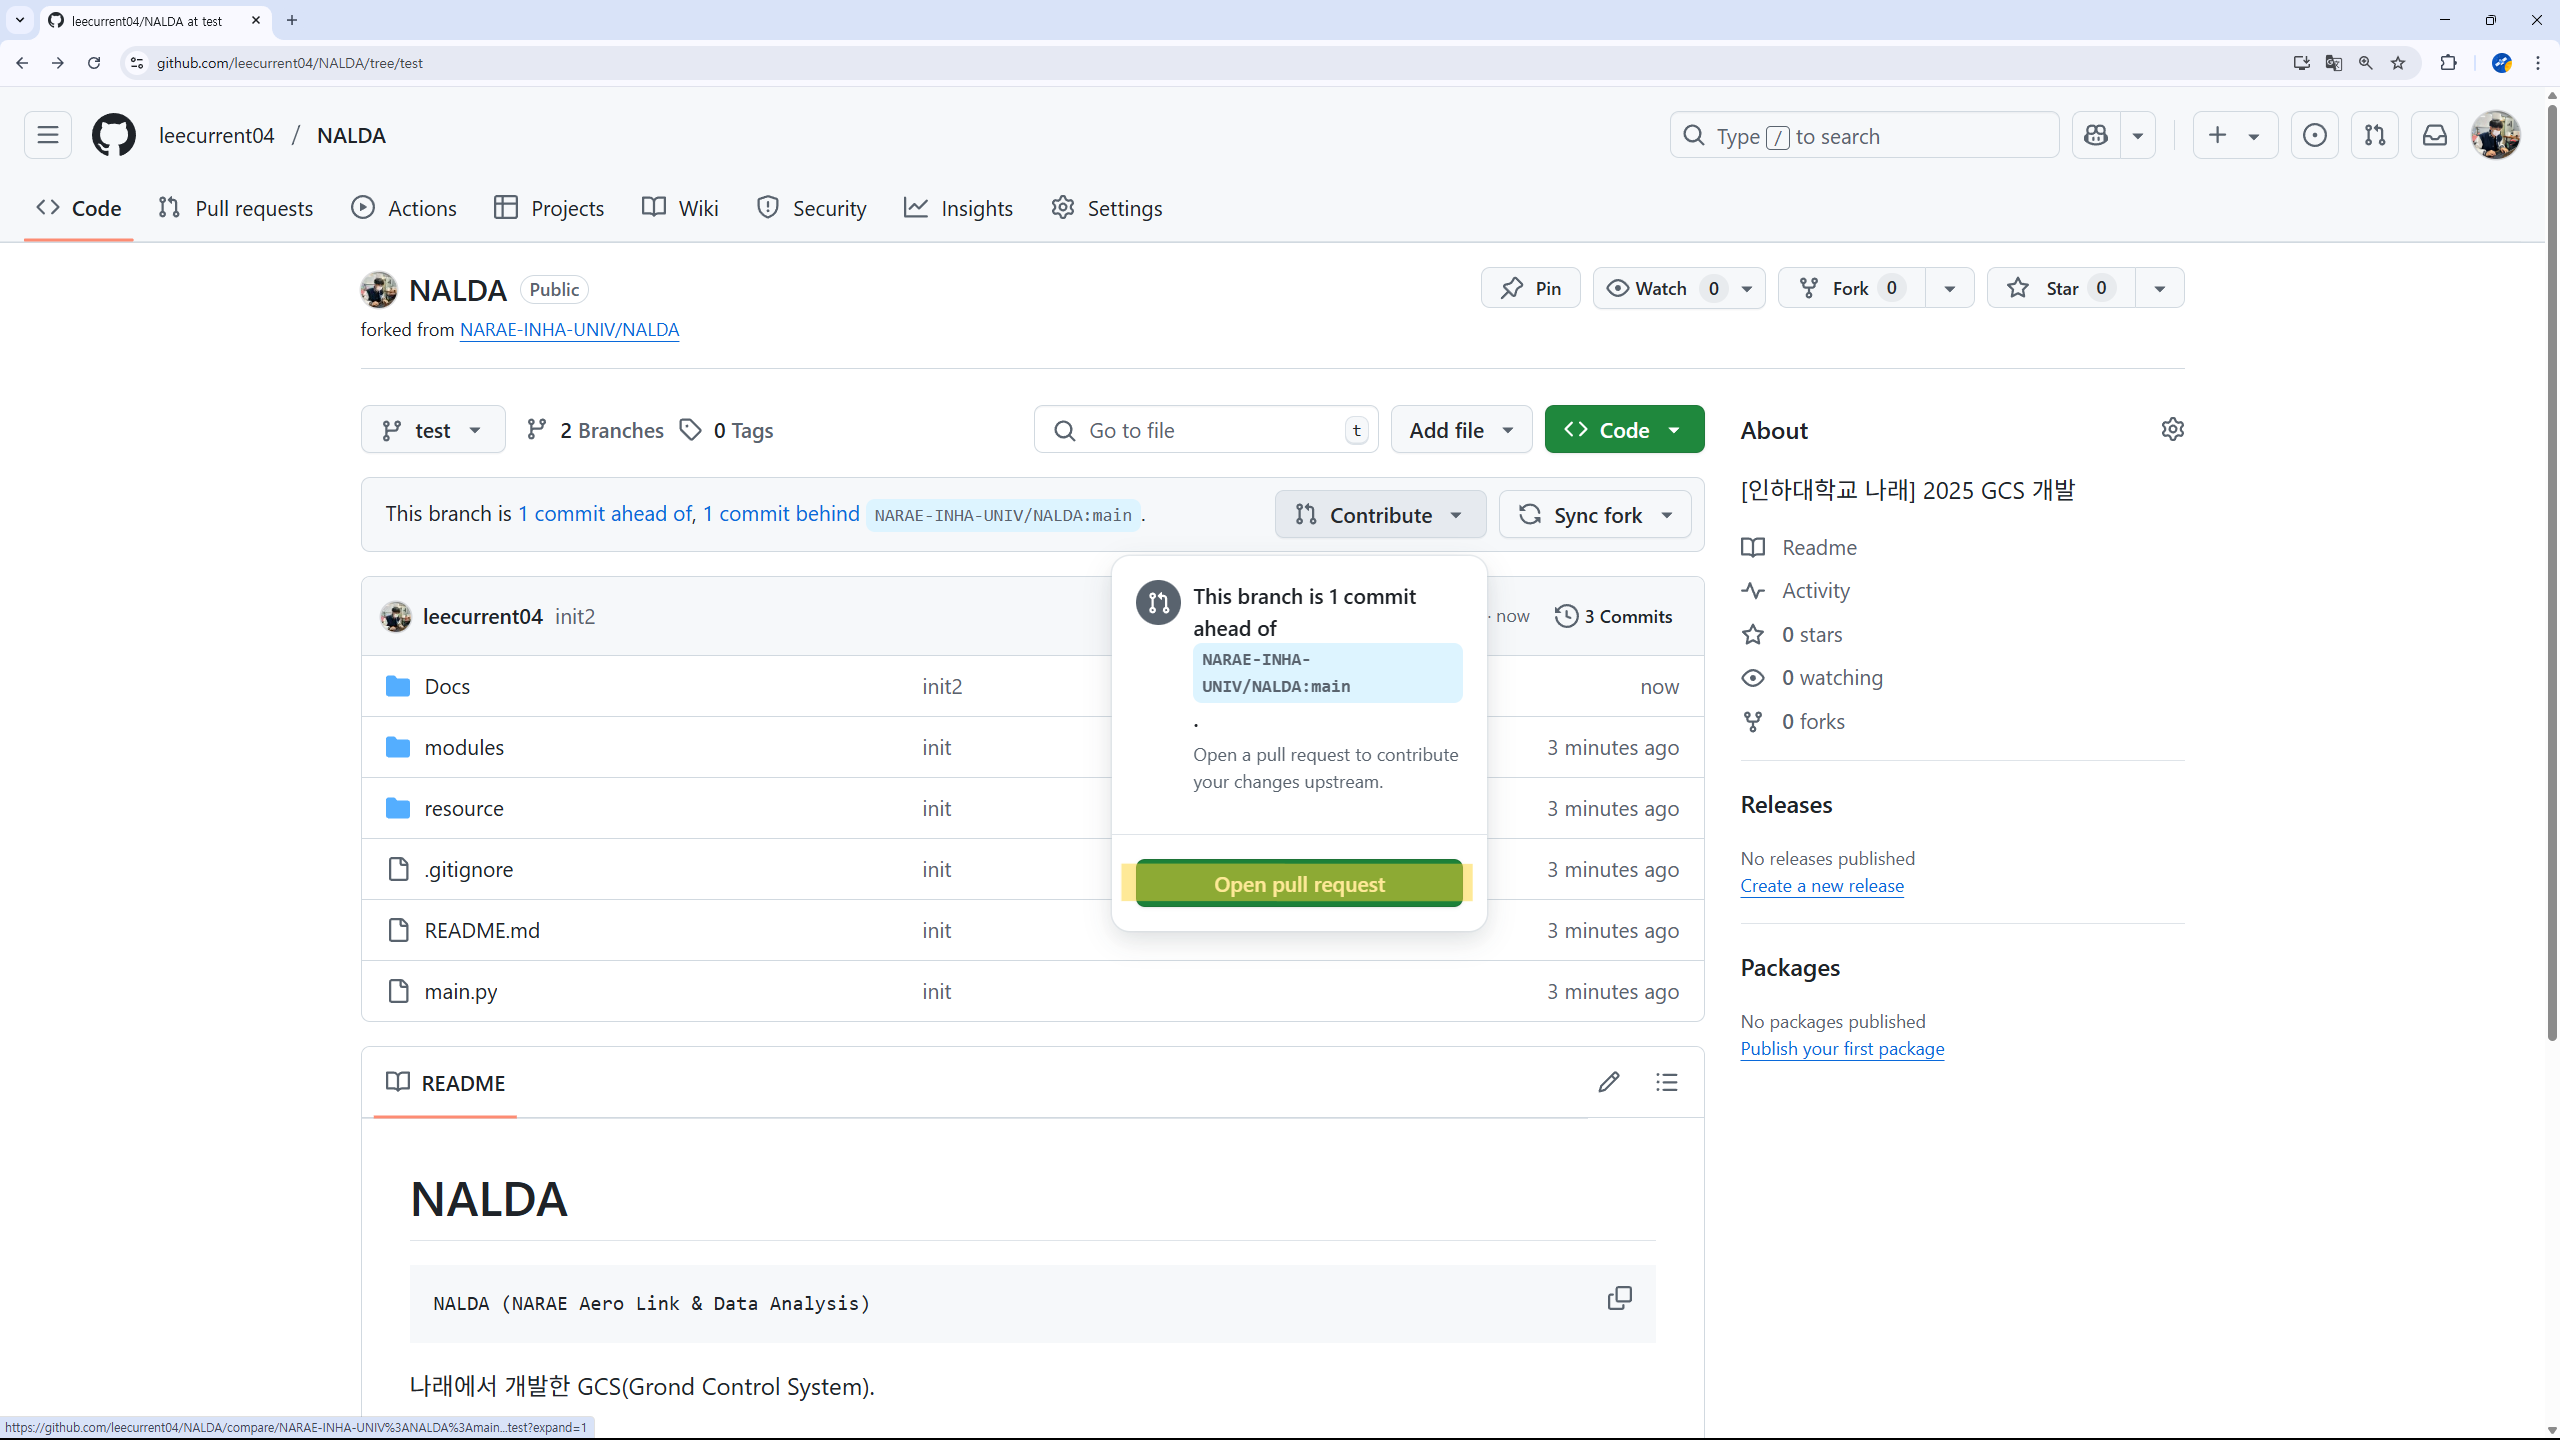 leecurrent04/NALDA at test
github.com/leecurrent04/NALDA/tree/test
leecurrent04 / NALDA
Type / to search
Code
Pull requests
Actions
Projects
Wiki
Security
Insights
Settings
NALDA Public
forked from NARAE-INHA-UNIV/NALDA
Pin
Watch 0
Fork 0
Star 0
test
2 Branches
0 Tags
Go to file t
Add file
Code
This branch is 1 commit ahead of, 1 commit behind NARAE-INHA-UNIV/NALDA:main .
Contribute
Sync fork
This branch is 1 commit
ahead of
NARAE-INHA-
UNIV/NALDA:main
.
Open a pull request to contribute
your changes upstream.
Open pull request
leecurrent04 init2 · now 3 Commits
Docs init2 now
modules init 3 minutes ago
resource init 3 minutes ago
.gitignore init 3 minutes ago
README.md init 3 minutes ago
main.py init 3 minutes ago
README
NALDA
NALDA (NARAE Aero Link & Data Analysis)
나래에서 개발한 GCS(Grond Control System).
About
[인하대학교 나래] 2025 GCS 개발
Readme
Activity
0 stars
0 watching
0 forks
Releases
No releases published
Create a new release
Packages
No packages published
Publish your first package
https://github.com/leecurrent04/NALDA/compare/NARAE-INHA-UNIV%3ANALDA%3Amain...test?expand=1